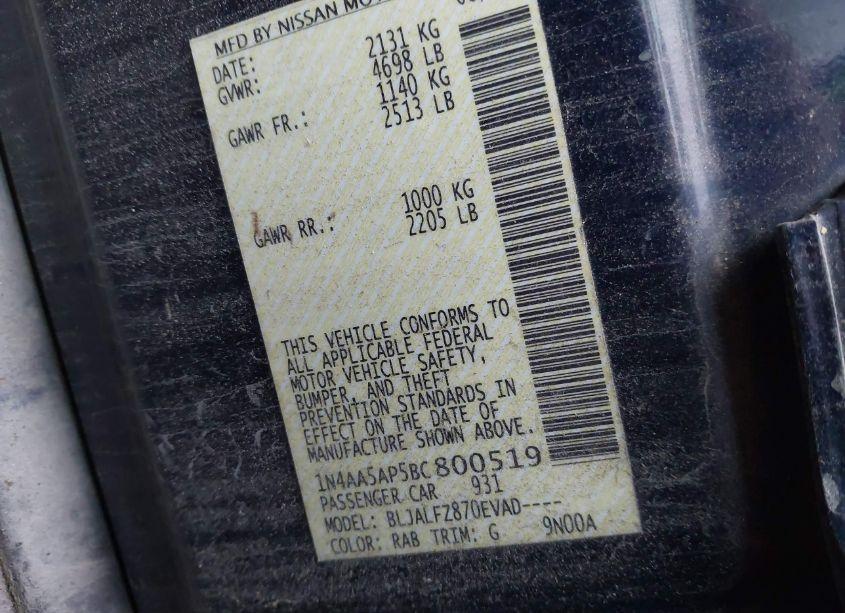 MFD BY NISSAN MOT
DATE:
GVWR: 2131 KG
4698 LB
GAWR FR.: 1140 KG
2513 LB
GAWR RR.: 1000 KG
2205 LB
THIS VEHICLE CONFORMS TO
ALL APPLICABLE FEDERAL
MOTOR VEHICLE SAFETY,
BUMPER, AND THEFT
PREVENTION STANDARDS IN
EFFECT ON THE DATE OF
MANUFACTURE SHOWN ABOVE.
1N4AA5AP5BC800519
PASSENGER CAR 931
MODEL: BLJALFZ870EVAD----
COLOR: RAB TRIM: G 9N00A